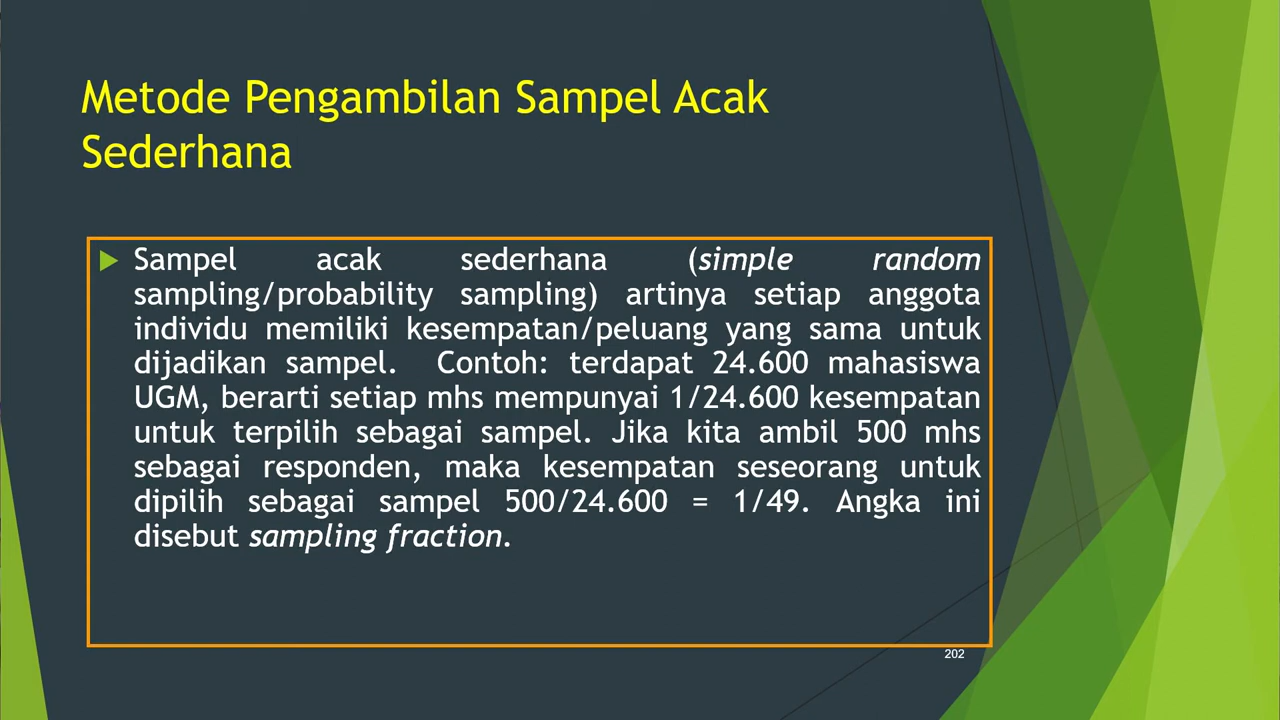 Metode Pengambilan Sampel Acak
Sederhana
Sampel acak sederhana (simple random
sampling/probability sampling) artinya setiap anggota
individu memiliki kesempatan/peluang yang sama untuk
dijadikan sampel. Contoh: terdapat 24.600 mahasiswa
UGM, berarti setiap mhs mempunyai 1/24.600 kesempatan
untuk terpilih sebagai sampel. Jika kita ambil 500 mhs
sebagai responden, maka kesempatan seseorang untuk
dipilih sebagai sampel 500/24.600 = 1/49. Angka ini
disebut sampling fraction.
202